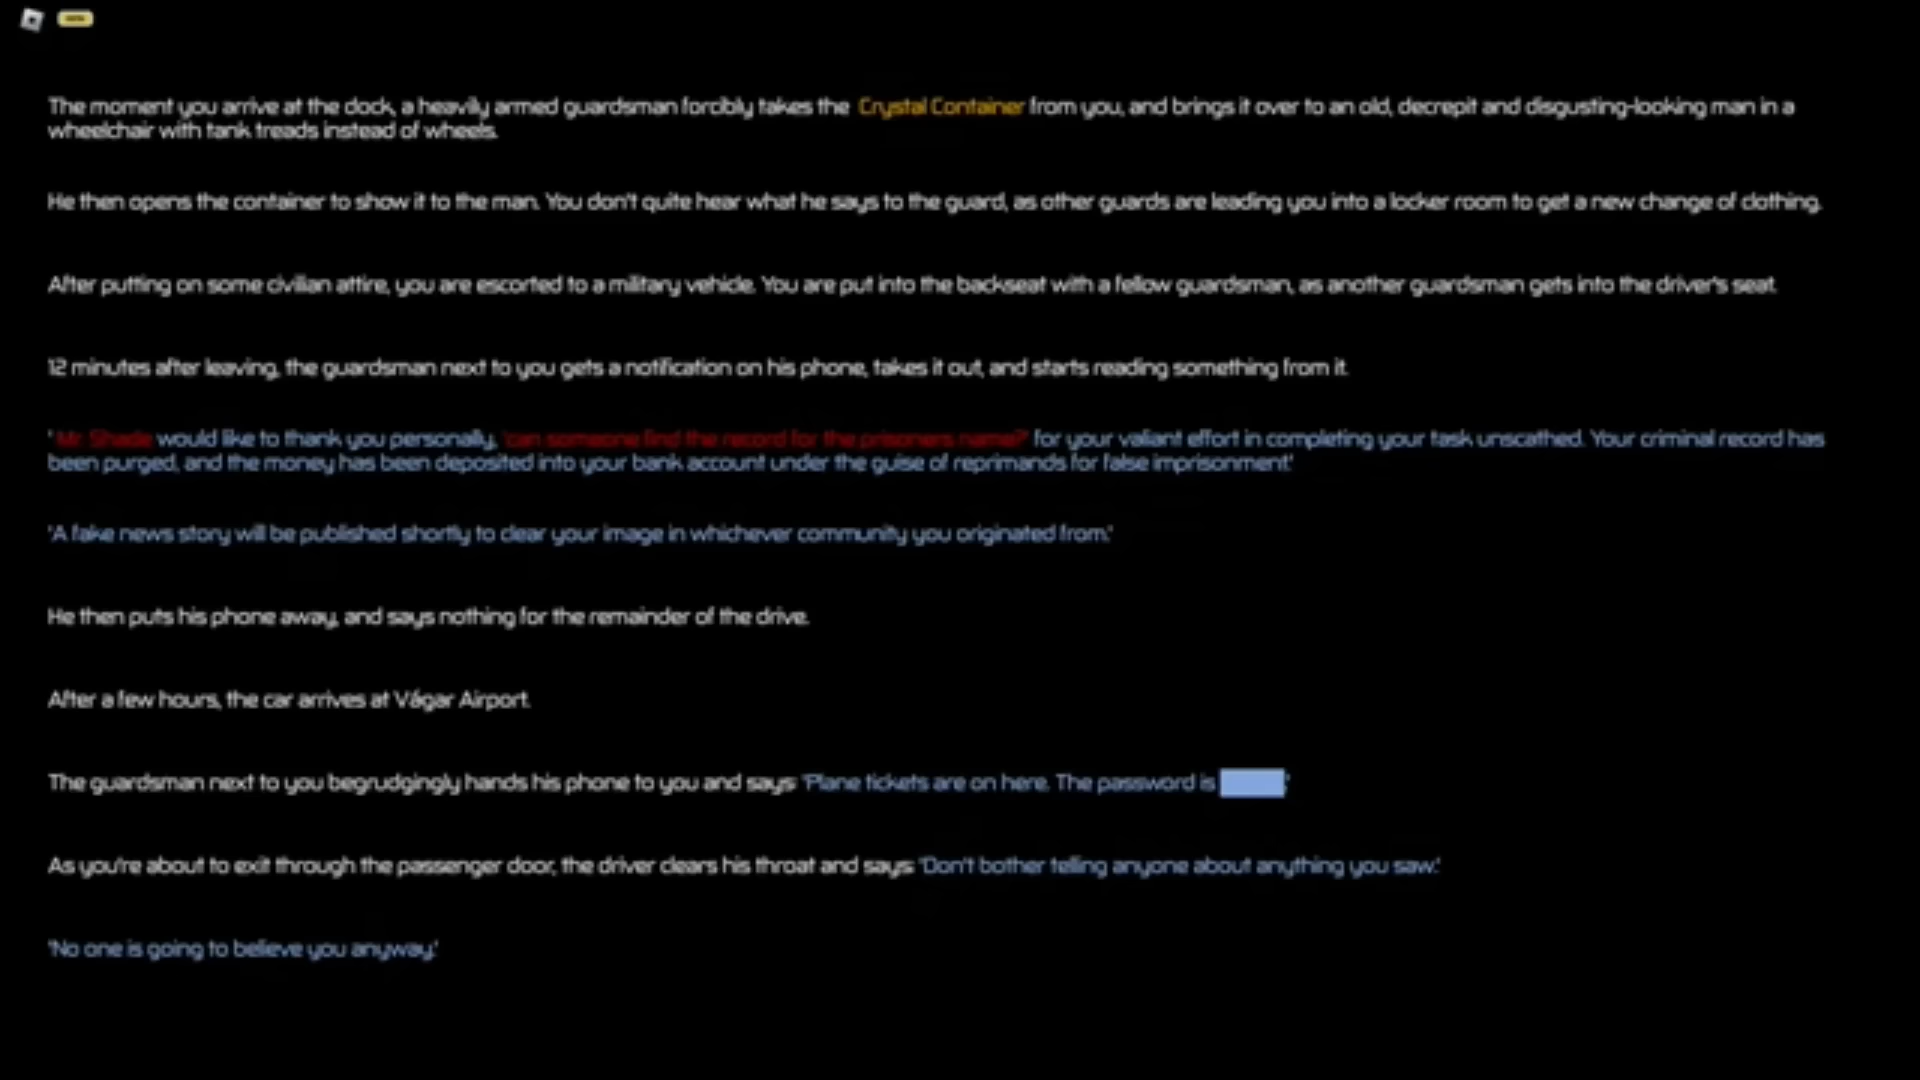 The moment you arrive at the dock, a heavily armed guardsman forcibly takes the Crystal Container from you, and brings it over to an old, decrepit and disgusting-looking man in a
wheelchair with tank treads instead of wheels.
He then opens the container to show it to the man. You don't quite hear what he says to the guard, as other guards are leading you into a locker room to get a new change of clothing.
After putting on some civilian attire, you are escorted to a military vehicle. You are put into the backseat with a fellow guardsman, as another guardsman gets into the driver's seat.
12 minutes after leaving, the guardsman next to you gets a notification on his phone, takes it out, and starts reading something from it.
'Mr. Shade would like to thank you personally, 'can someone find the record for the prisoners name?' for your valiant effort in completing your task unscathed. Your criminal record has
been purged, and the money has been deposited into your bank account under the guise of reprimands for false imprisonment.'
'A fake news story will be published shortly to clear your image in whichever community you originated from.'
He then puts his phone away, and says nothing for the remainder of the drive.
After a few hours, the car arrives at Vágar Airport.
The guardsman next to you begrudgingly hands his phone to you and says: 'Plane tickets are on here. The password is '
As you're about to exit through the passenger door, the driver clears his throat and says: 'Don't bother telling anyone about anything you saw.'
'No one is going to believe you anyway.'